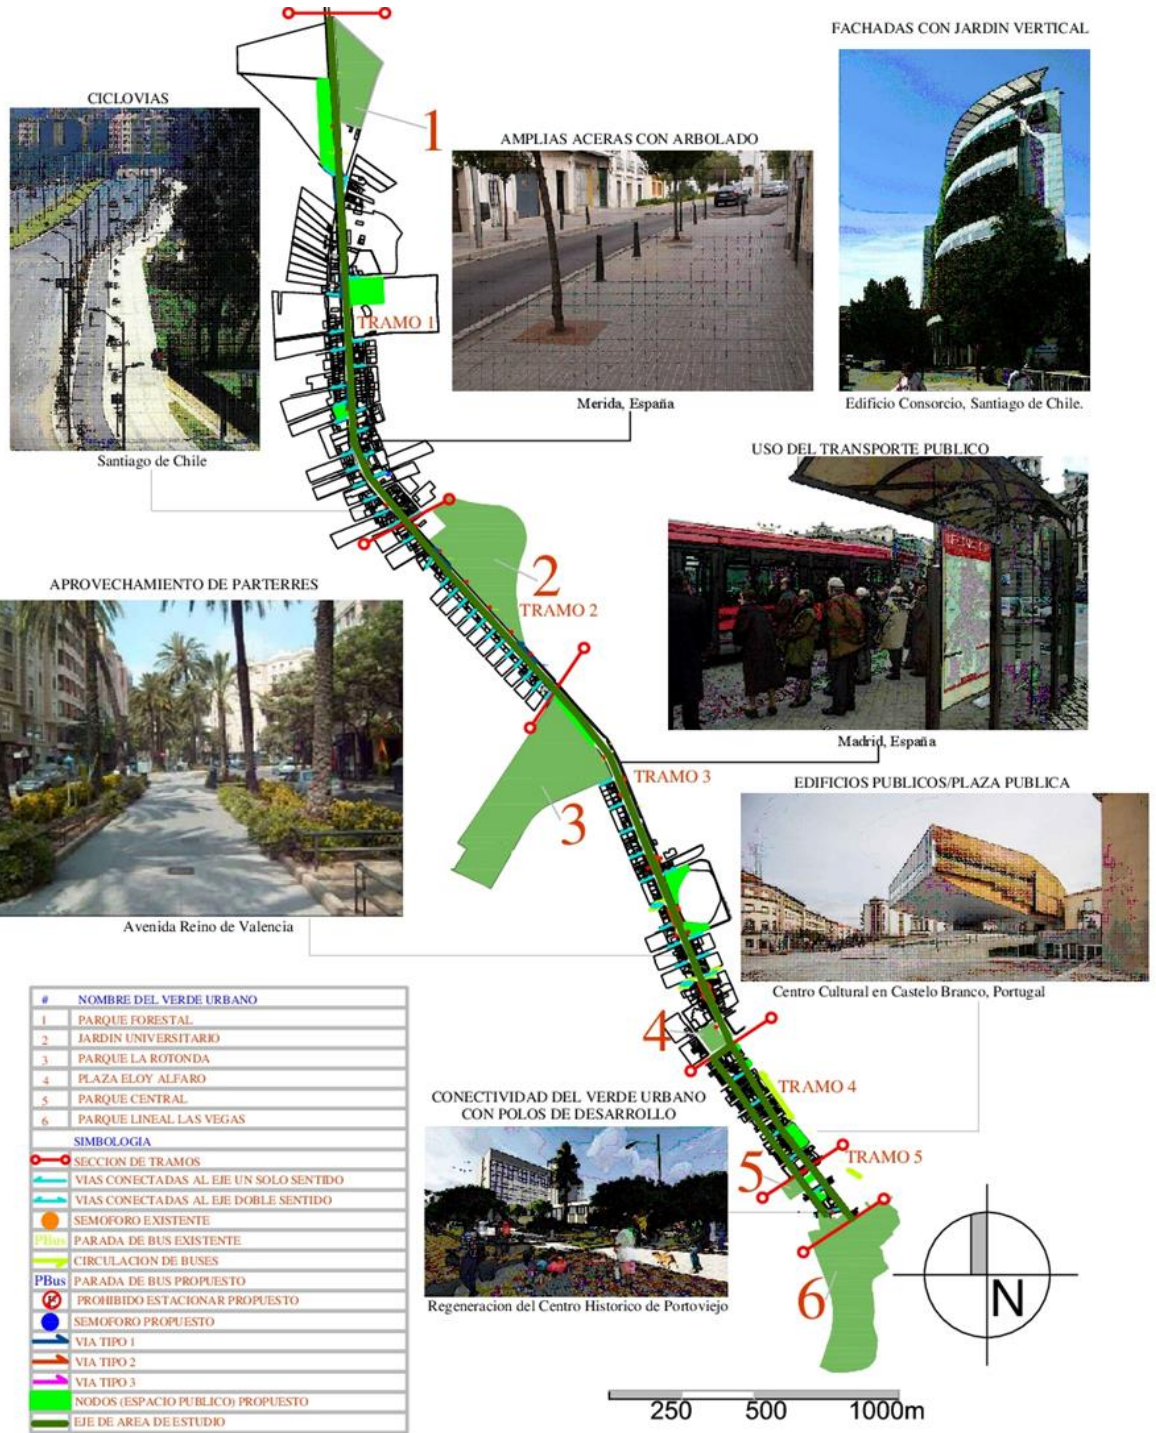 FACHADAS CON JARDIN VERTICAL
CICLOVIAS
1
AMPLIAS ACERAS CON ARBOLADO
TRAMO 1
Merida, España
Edificio Consorcio, Santiago de Chile.
Santiago de Chile
USO DEL TRANSPORTE PUBLICO
2
TRAMO 2
APROVECHAMIENTO DE PARTERRES
Madrid, España
TRAMO 3
EDIFICIOS PUBLICOS/PLAZA PUBLICA
3
Avenida Reino de Valencia
Centro Cultural en Castelo Branco, Portugal
4
TRAMO 4
CONECTIVIDAD DEL VERDE URBANO
CON POLOS DE DESARROLLO
5
TRAMO 5
6
Regeneracion del Centro Historico de Portoviejo
N
250 500 1000m
# NOMBRE DEL VERDE URBANO
1 PARQUE FORESTAL
2 JARDIN UNIVERSITARIO
3 PARQUE LA ROTONDA
4 PLAZA ELOY ALFARO
5 PARQUE CENTRAL
6 PARQUE LINEAL LAS VEGAS
SIMBOLOGIA
SECCION DE TRAMOS
VIAS CONECTADAS AL EJE UN SOLO SENTIDO
VIAS CONECTADAS AL EJE DOBLE SENTIDO
SEMOFORO EXISTENTE
PBus PARADA DE BUS EXISTENTE
CIRCULACION DE BUSES
PBus PARADA DE BUS PROPUESTO
PROHIBIDO ESTACIONAR PROPUESTO
SEMOFORO PROPUESTO
VIA TIPO 1
VIA TIPO 2
VIA TIPO 3
NODOS (ESPACIO PUBLICO) PROPUESTO
EJE DE AREA DE ESTUDIO